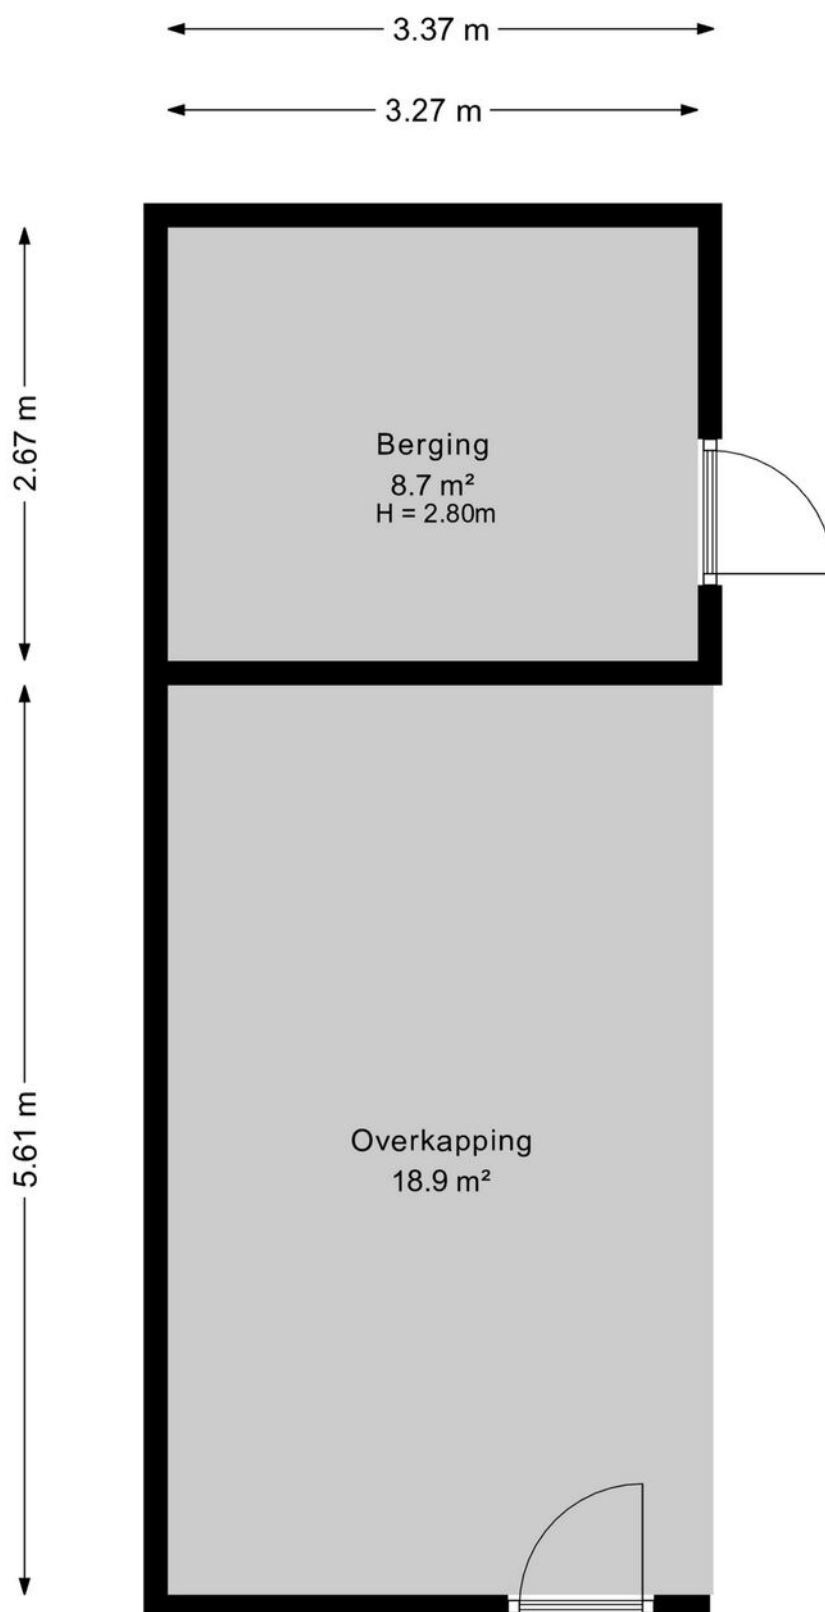 3.37 m
3.27 m
2.67 m
Berging
8.7 m²
H = 2.80m
5.61 m
Overkapping
18.9 m²